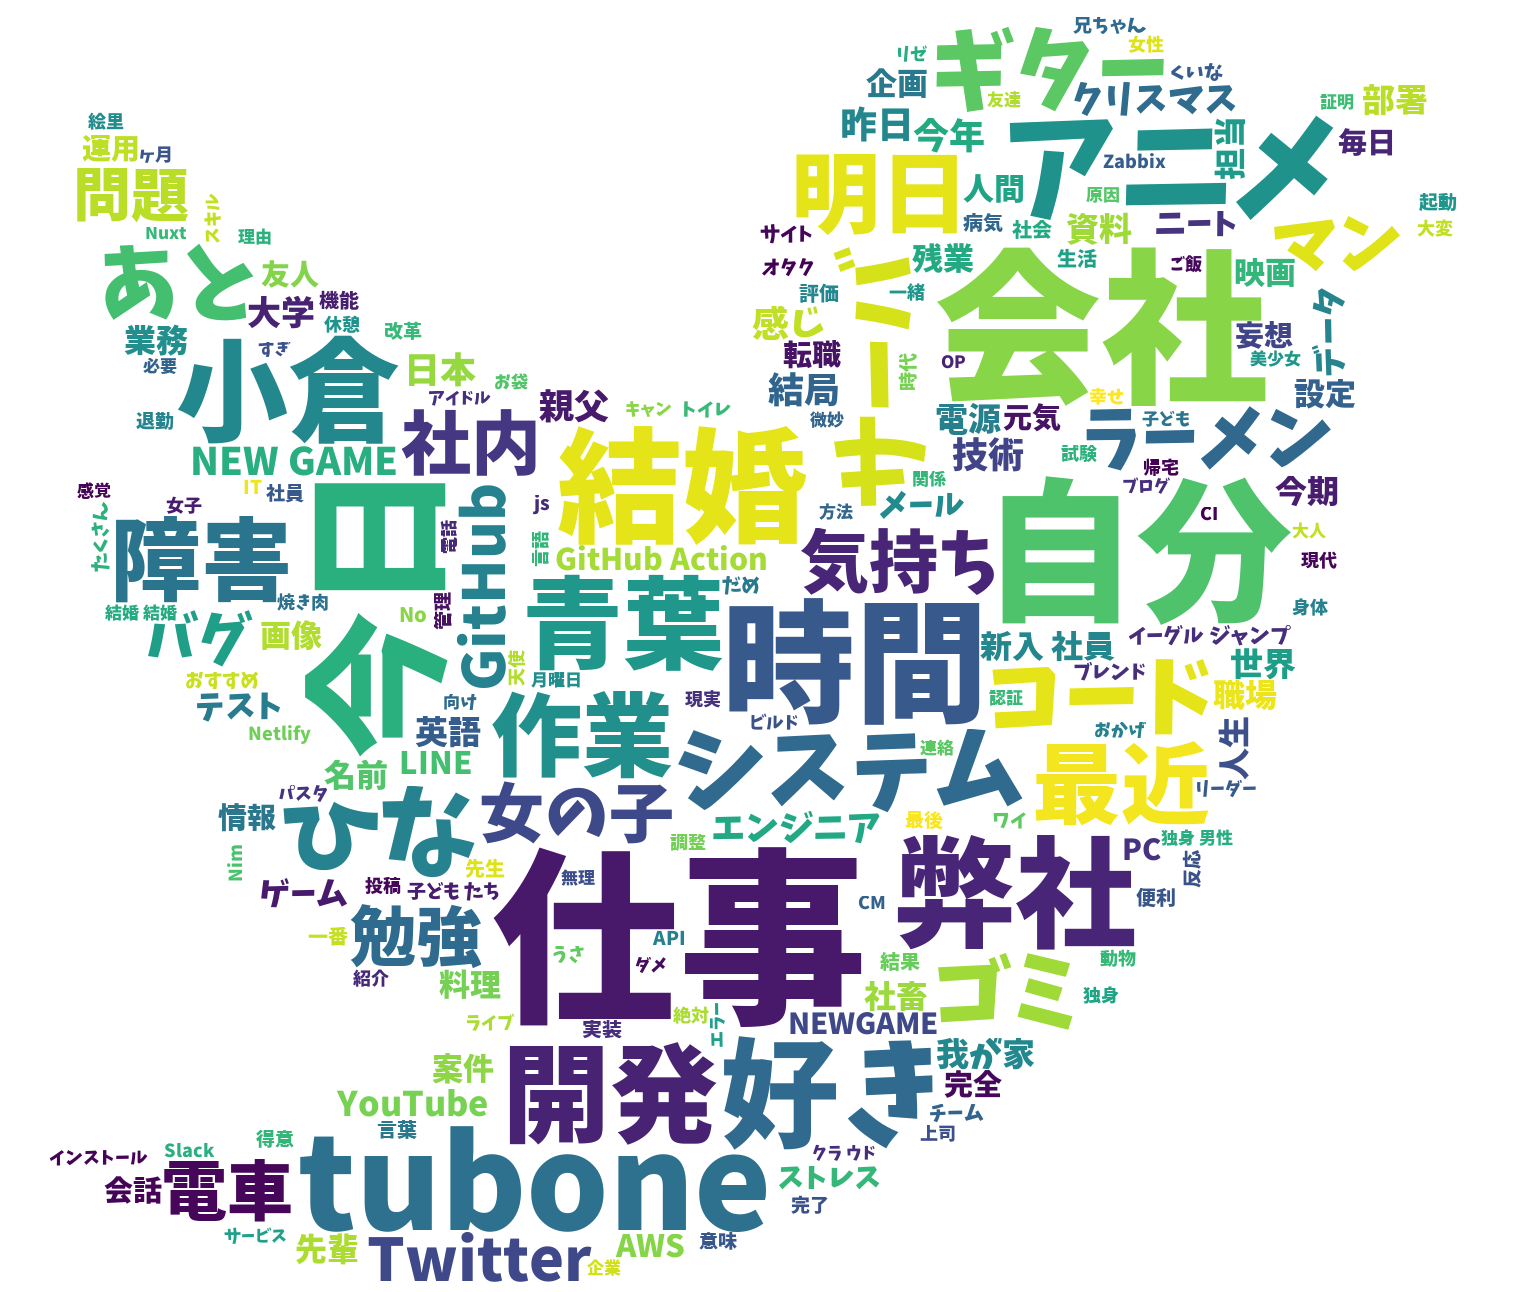 兄ちゃん
女性
リゼ
ギター
くいな
企画
友達
クリスマス
証明
部署
昨日
今年
アニメ
担当
毎日
絵里
運用
ヶ月
Zabbix
明日
人間
原因
問題
スキル
病気
社会
資料
ニート
起動
大変
マン
Nuxt
理由
サイト
あと
友人
オタク
残業
生活
ご飯
映画
ジミー
会社
大学
機能
評価
一緒
データ
休憩
改革
感じ
妄想
業務
すぎ
必要
小倉
日本
お袋
転職
OP
時代
美少女
結局
設定
アイドル
親父
キャン トイレ
微妙
幸せ
退勤
社内
電源
元気
子ども
ラーメン
NEW GAME
結婚
キ
技術
試験
帰宅
ブログ
感覚
IT
社員
女子
js
関係
メール
今期
自分
CI
たくさん
障害
今日
電話
GitHub
方法
言語
大人
GitHub Action
気持ち
現代
青葉
だめ
焼き肉
結婚 結婚
バグ
画像
No
管理
時間
身体
新入 社員
イーグル ジャンプ
世界
おすすめ
天使
月曜日
ブレンド
テスト
向け
作業
現実
認証
コード
職場
Netlify
英語
ビルド
システム
連絡
おかげ
人生
名前
LINE
最近
リーダー
パスタ
情報
ひな
女の子
エンジニア
最後
ワイ
独身 男性
調整
PC
反応
Nim
先生
ゲーム
投稿
子ども たち
無理
仕事
弊社
便利
CM
一番
勉強
API
うさ
ダメ
結果
動物
紹介
料理
社畜
ゴミ
独身
ライブ
実装
絶対
エラー
NEWGAME
案件
開発
好き
我が家
完全
YouTube
チーム
上司
言葉
得意
インストール
Slack
tubone
クラ ウド
会話
電車
ストレス
完了
サービス
先輩
Twitter
AWS
意味
企業